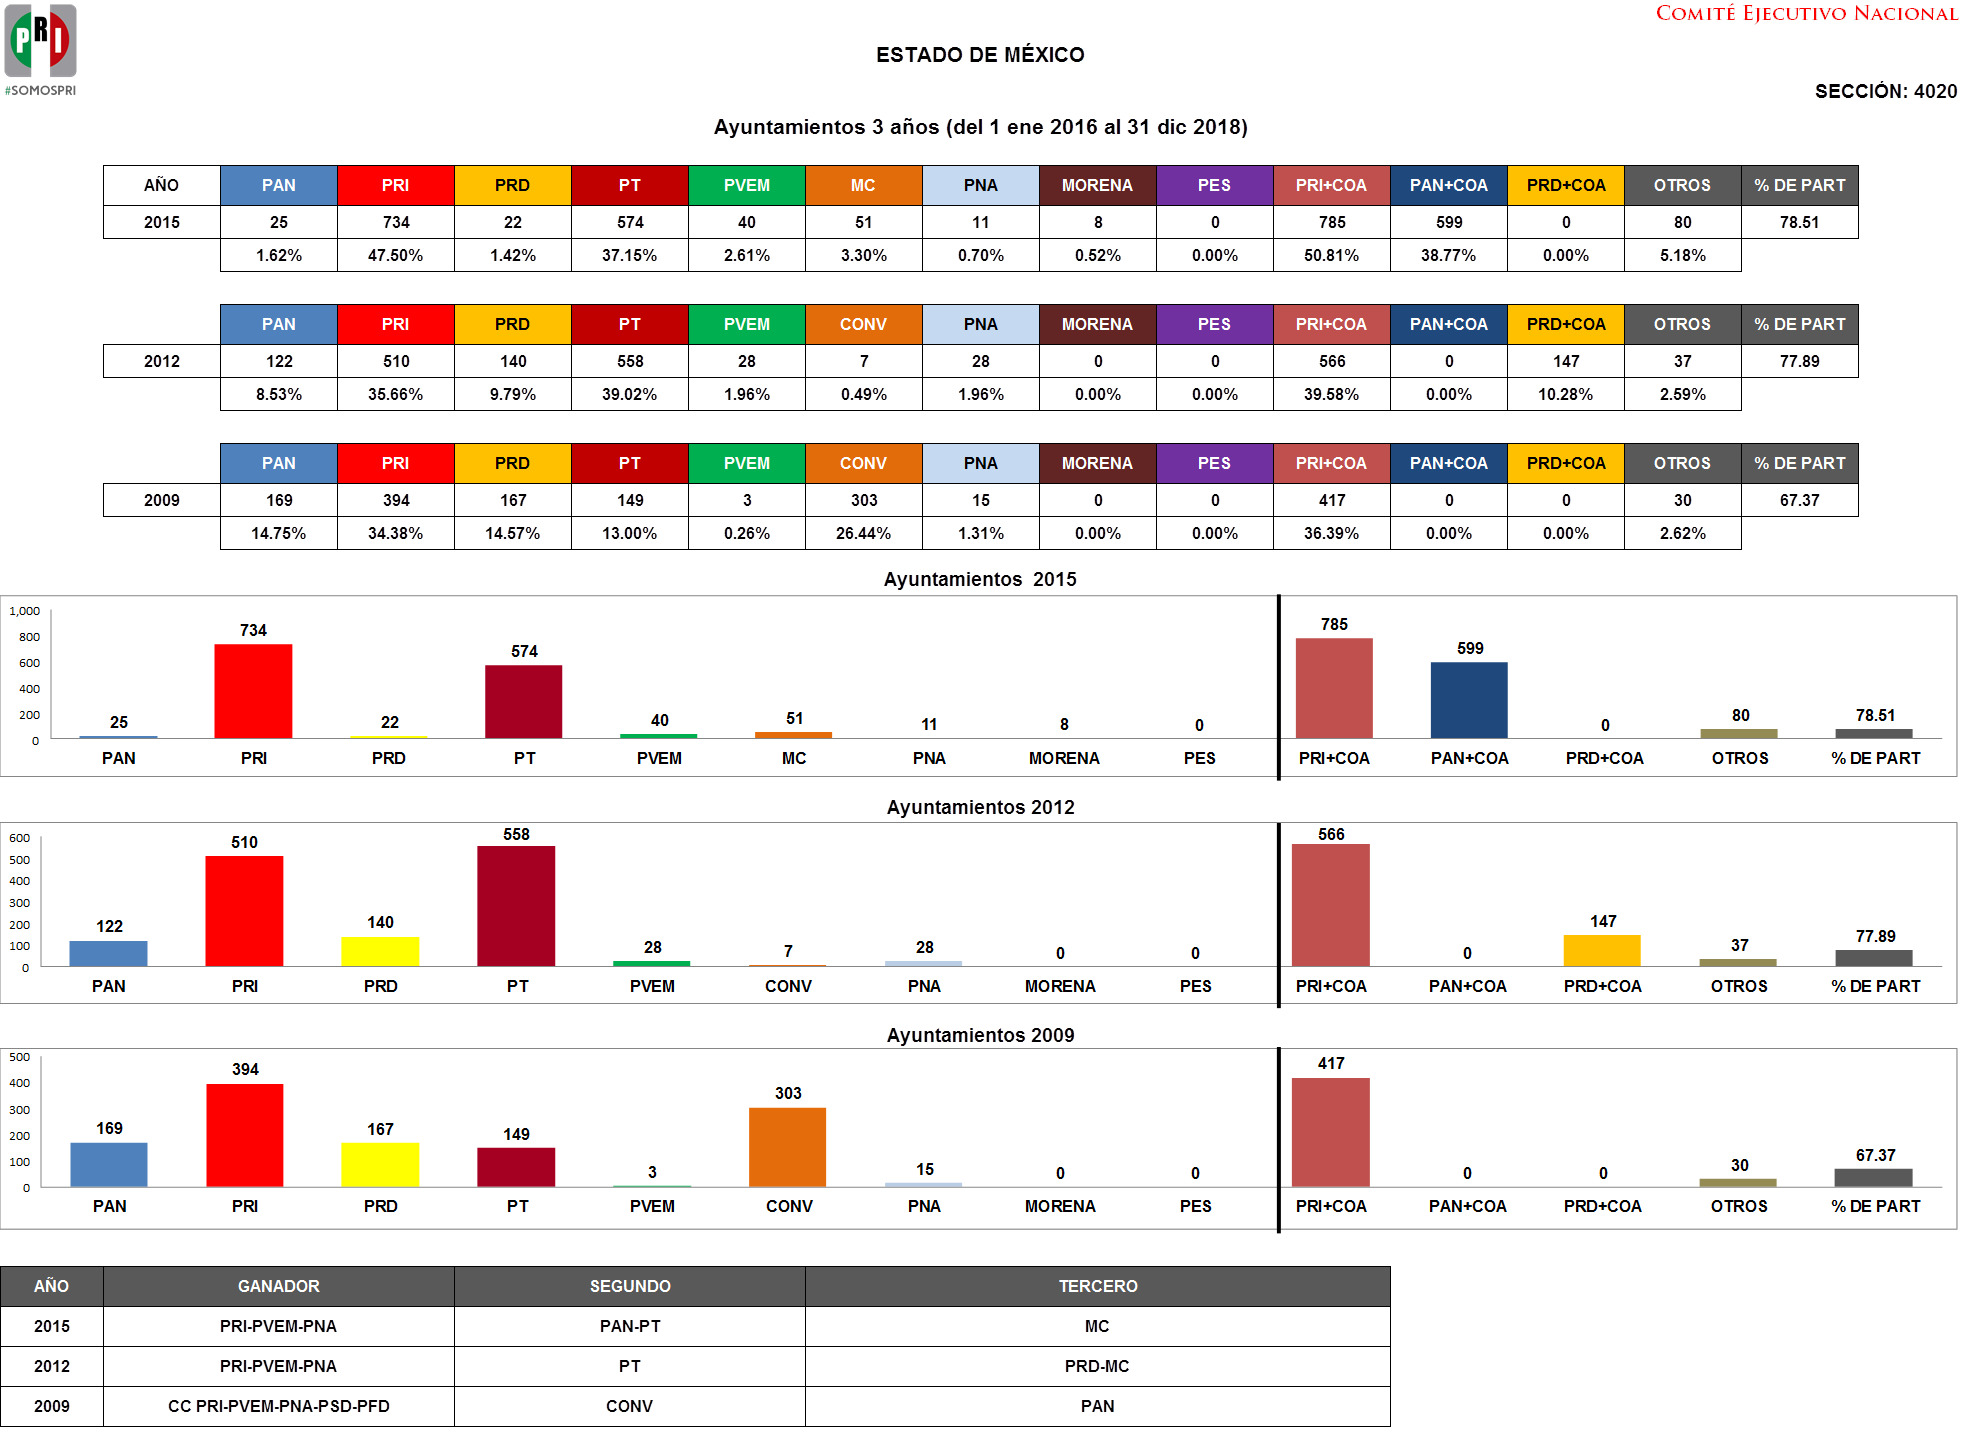 PRI
#SOMOSPRI
COMITÉ EJECUTIVO NACIONAL
ESTADO DE MÉXICO
SECCIÓN: 4020
Ayuntamientos 3 años (del 1 ene 2016 al 31 dic 2018)
AÑO PAN PRI PRD PT PVEM MC PNA MORENA PES PRI+COA PAN+COA PRD+COA OTROS % DE PART
2015 25 734 22 574 40 51 11 8 0 785 599 0 80 78.51
1.62% 47.50% 1.42% 37.15% 2.61% 3.30% 0.70% 0.52% 0.00% 50.81% 38.77% 0.00% 5.18%
PAN PRI PRD PT PVEM CONV PNA MORENA PES PRI+COA PAN+COA PRD+COA OTROS % DE PART
2012 122 510 140 558 28 7 28 0 0 566 0 147 37 77.89
8.53% 35.66% 9.79% 39.02% 1.96% 0.49% 1.96% 0.00% 0.00% 39.58% 0.00% 10.28% 2.59%
PAN PRI PRD PT PVEM CONV PNA MORENA PES PRI+COA PAN+COA PRD+COA OTROS % DE PART
2009 169 394 167 149 3 303 15 0 0 417 0 0 30 67.37
14.75% 34.38% 14.57% 13.00% 0.26% 26.44% 1.31% 0.00% 0.00% 36.39% 0.00% 0.00% 2.62%
Ayuntamientos 2015
1,000
800
600
400
200
0
25 734 22 574 40 51 11 8 0 785 599 0 80 78.51
PAN PRI PRD PT PVEM MC PNA MORENA PES PRI+COA PAN+COA PRD+COA OTROS % DE PART
Ayuntamientos 2012
600
500
400
300
200
100
0
122 510 140 558 28 7 28 0 0 566 0 147 37 77.89
PAN PRI PRD PT PVEM CONV PNA MORENA PES PRI+COA PAN+COA PRD+COA OTROS % DE PART
Ayuntamientos 2009
500
400
300
200
100
0
169 394 167 149 3 303 15 0 0 417 0 0 30 67.37
PAN PRI PRD PT PVEM CONV PNA MORENA PES PRI+COA PAN+COA PRD+COA OTROS % DE PART
AÑO GANADOR SEGUNDO TERCERO
2015 PRI-PVEM-PNA PAN-PT MC
2012 PRI-PVEM-PNA PT PRD-MC
2009 CC PRI-PVEM-PNA-PSD-PFD CONV PAN